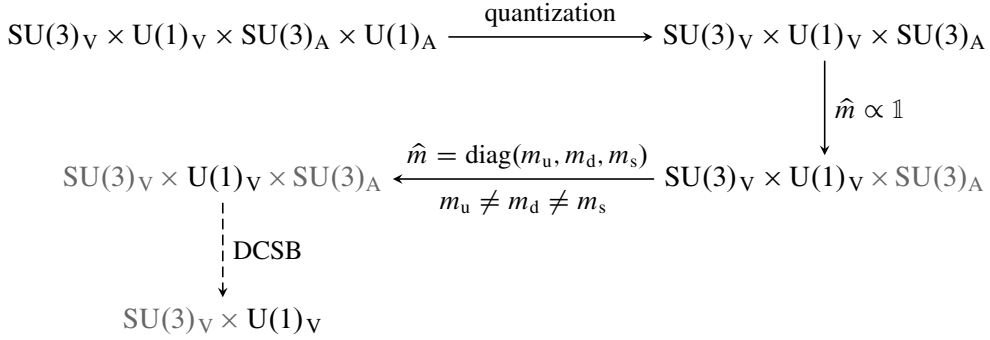 quantization
SU(3)_V × U(1)_V × SU(3)_A × U(1)_A
SU(3)_V × U(1)_V × SU(3)_A
m̂ ∝ 𝟙
m̂ = diag(m_u, m_d, m_s)
SU(3)_V × U(1)_V × SU(3)_A
SU(3)_V × U(1)_V × SU(3)_A
m_u ≠ m_d ≠ m_s
DCSB
SU(3)_V × U(1)_V